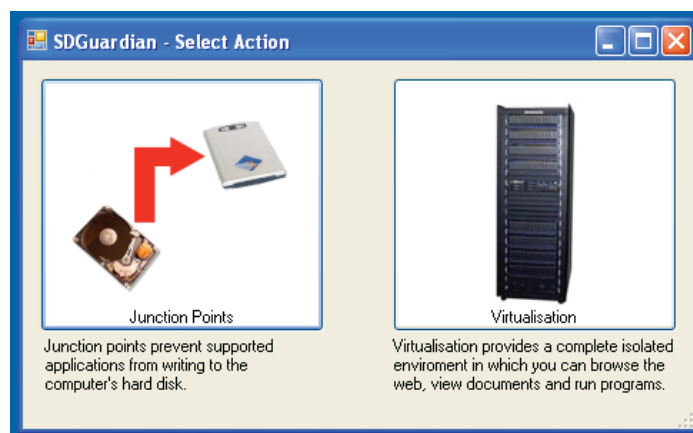 SDGuardian - Select Action
Junction Points
Junction points prevent supported
applications from writing to the
computer's hard disk.
Virtualisation
Virtualisation provides a complete isolated
enviroment in which you can browse the
web, view documents and run programs.